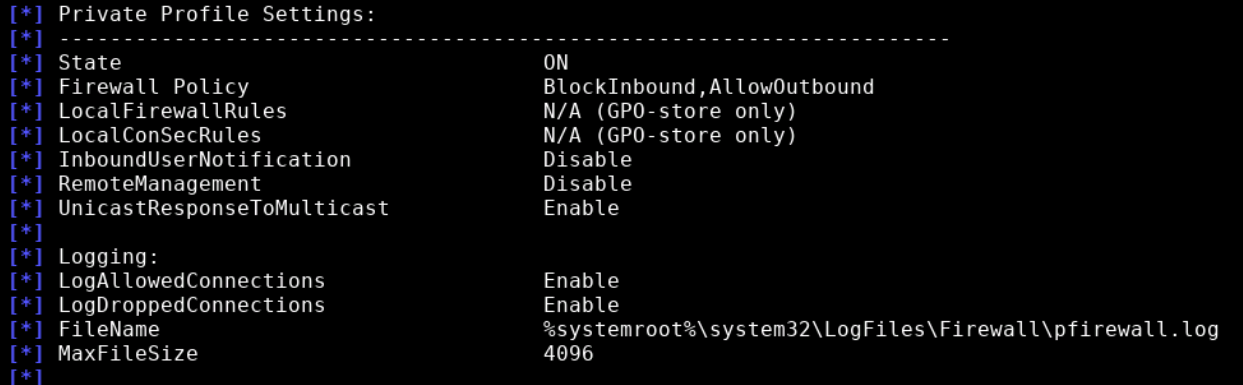 [*] Private Profile Settings:
[*] ----------------------------------------------------------------------
[*] State                                 ON
[*] Firewall Policy                       BlockInbound,AllowOutbound
[*] LocalFirewallRules                    N/A (GPO-store only)
[*] LocalConSecRules                      N/A (GPO-store only)
[*] InboundUserNotification               Disable
[*] RemoteManagement                      Disable
[*] UnicastResponseToMulticast            Enable
[*]
[*] Logging:
[*] LogAllowedConnections                 Enable
[*] LogDroppedConnections                 Enable
[*] FileName                              %systemroot%\system32\LogFiles\Firewall\pfirewall.log
[*] MaxFileSize                           4096
[*]